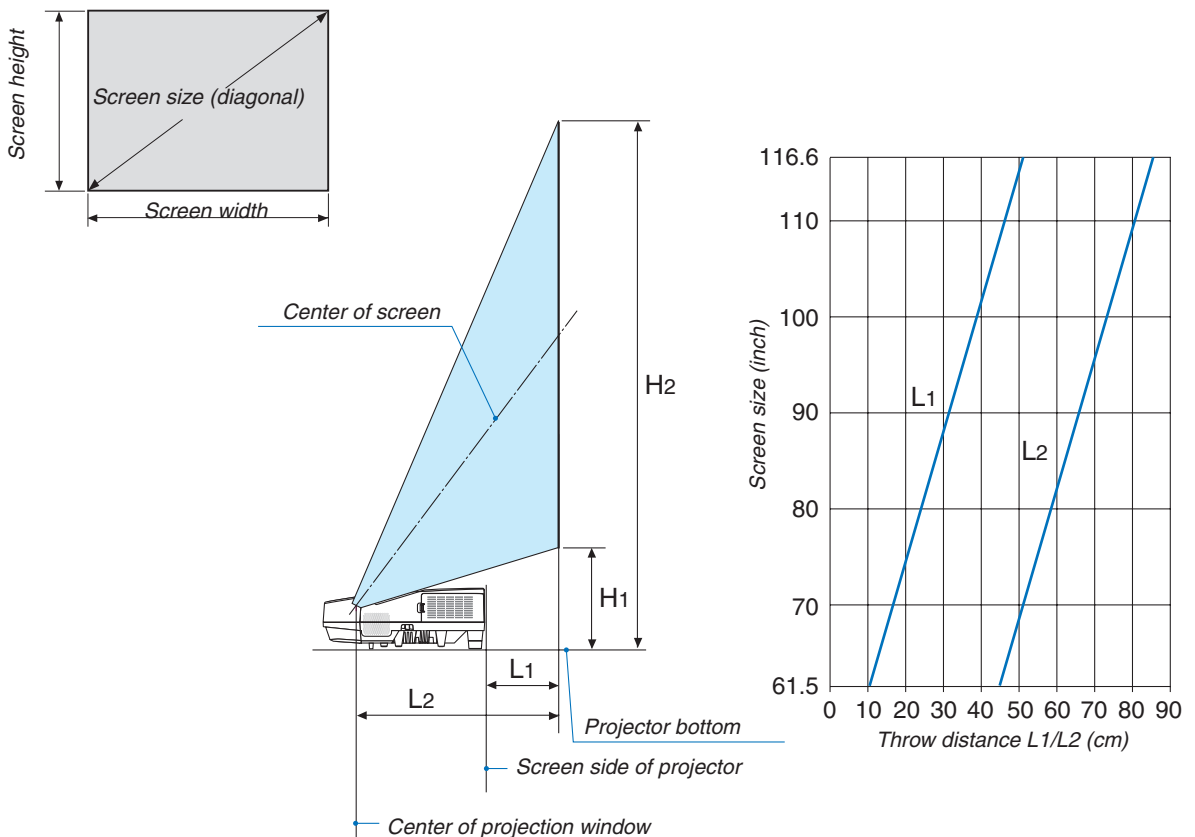 Screen height
Screen size (diagonal)
Screen width
Center of screen
H2
H1
L1
L2
Projector bottom
Screen side of projector
Center of projection window
Screen size (inch)
116.6
110
100
90
80
70
61.5
L1
L2
0 10 20 30 40 50 60 70 80 90
Throw distance L1/L2 (cm)